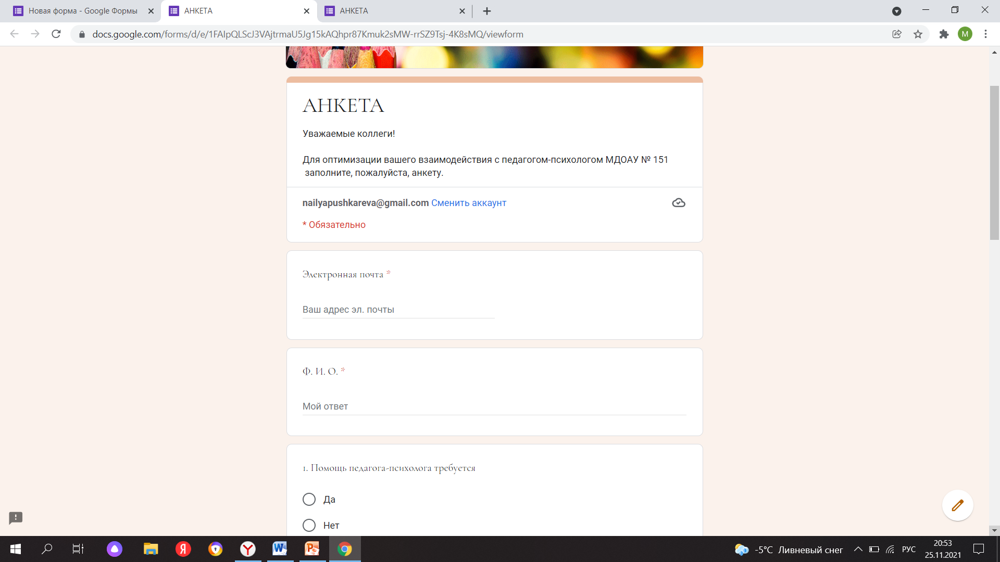 Новая форма - Google Формы
АНКЕТА
АНКЕТА
docs.google.com/forms/d/e/1FAIpQLScJ3VAjtrmaU5Jg15kAQhpr87Kmuk2sMW-rrSZ9Tsj-4K8sMQ/viewform
M
АНКЕТА
Уважаемые коллеги!
Для оптимизации вашего взаимодействия с педагогом-психологом МДОАУ № 151
заполните, пожалуйста, анкету.
nailyapushkareva@gmail.com Сменить аккаунт
* Обязательно
Электронная почта *
Ваш адрес эл. почты
Ф. И. О. *
Мой ответ
1. Помощь педагога-психолога требуется
Да
Нет
-5°C Ливневый снег
РУС
20:53
25.11.2021